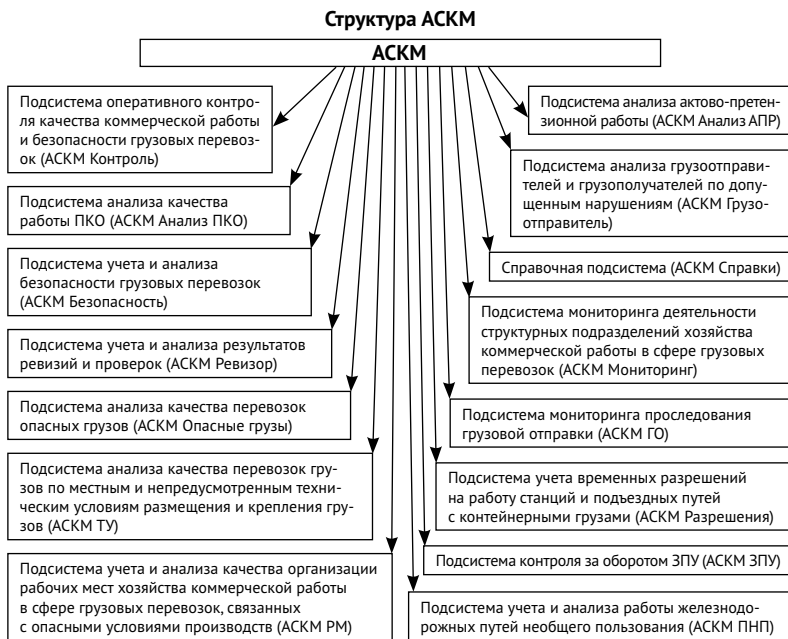 Структура АСКМ
АСКМ
Подсистема оперативного контро-
ля качества коммерческой работы
и безопасности грузовых перевоз-
ок (АСКМ Контроль)
Подсистема анализа качества
работы ПКО (АСКМ Анализ ПКО)
Подсистема учета и анализа
безопасности грузовых перевозок
(АСКМ Безопасность)
Подсистема учета и анализа результатов
ревизий и проверок (АСКМ Ревизор)
Подсистема анализа качества перевозок
опасных грузов (АСКМ Опасные грузы)
Подсистема анализа качества перевозок гру-
зов по местным и непредусмотренным техни-
ческим условиям размещения и крепления гру-
зов (АСКМ ТУ)
Подсистема учета и анализа качества организации
рабочих мест хозяйства коммерческой работы
в сфере грузовых перевозок, связанных
с опасными условиями производств (АСКМ РМ)
Подсистема анализа актово-претен-
зионной работы (АСКМ Анализ АПР)
Подсистема анализа грузоотправи-
телей и грузополучателей по допу-
щенным нарушениям (АСКМ Грузо-
отправитель)
Справочная подсистема (АСКМ Справки)
Подсистема мониторинга деятельности
структурных подразделений хозяйства
коммерческой работы в сфере грузовых
перевозок (АСКМ Мониторинг)
Подсистема мониторинга проследования
грузовой отправки (АСКМ ГО)
Подсистема учета временных разрешений
на работу станций и подъездных путей
с контейнерными грузами (АСКМ Разрешения)
Подсистема контроля за оборотом ЗПУ (АСКМ ЗПУ)
Подсистема учета и анализа работы железнодо-
рожных путей необщего пользования (АСКМ ПНП)